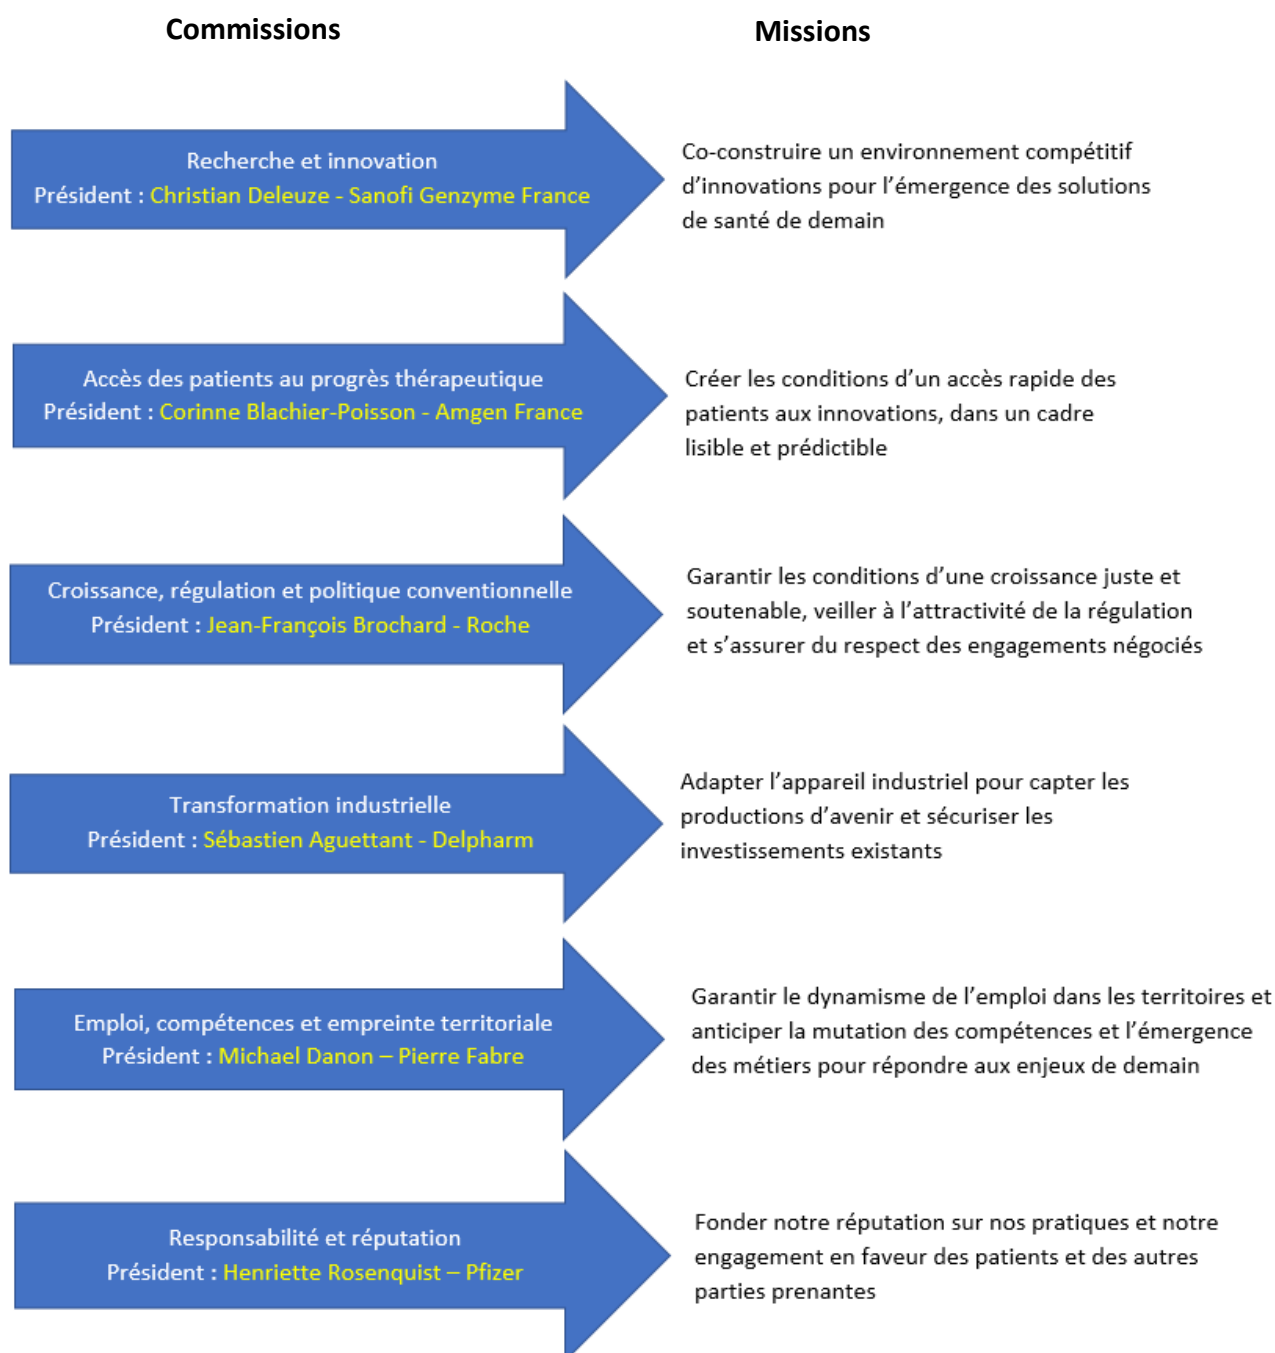 Commissions
Missions
Recherche et innovation
Président : Christian Deleuze - Sanofi Genzyme France
Co-construire un environnement compétitif
d’innovations pour l’émergence des solutions
de santé de demain
Accès des patients au progrès thérapeutique
Président : Corinne Blachier-Poisson - Amgen France
Créer les conditions d’un accès rapide des
patients aux innovations, dans un cadre
lisible et prédictible
Croissance, régulation et politique conventionnelle
Président : Jean-François Brochard - Roche
Garantir les conditions d’une croissance juste et
soutenable, veiller à l’attractivité de la régulation
et s’assurer du respect des engagements négociés
Transformation industrielle
Président : Sébastien Aguettant - Delpharm
Adapter l’appareil industriel pour capter les
productions d’avenir et sécuriser les
investissements existants
Emploi, compétences et empreinte territoriale
Président : Michael Danon – Pierre Fabre
Garantir le dynamisme de l’emploi dans les territoires et
anticiper la mutation des compétences et l’émergence
des métiers pour répondre aux enjeux de demain
Responsabilité et réputation
Président : Henriette Rosenquist – Pfizer
Fonder notre réputation sur nos pratiques et notre
engagement en faveur des patients et des autres
parties prenantes